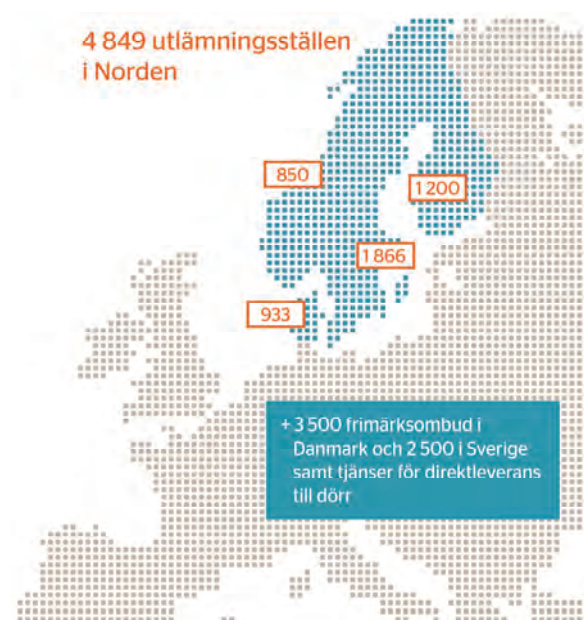 4 849 utlämningsställen
i Norden
850
1 200
1 866
933
+ 3 500 frimärksombud i
Danmark och 2 500 i Sverige
samt tjänser för direktleverans
till dörr